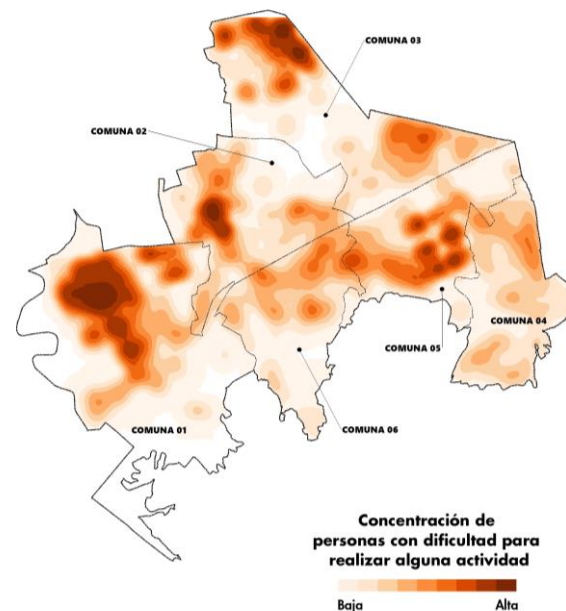 COMUNA 03
COMUNA 02
COMUNA 04
COMUNA 05
COMUNA 01
COMUNA 06
Concentración de
personas con dificultad para
realizar alguna actividad
Baja
Alta